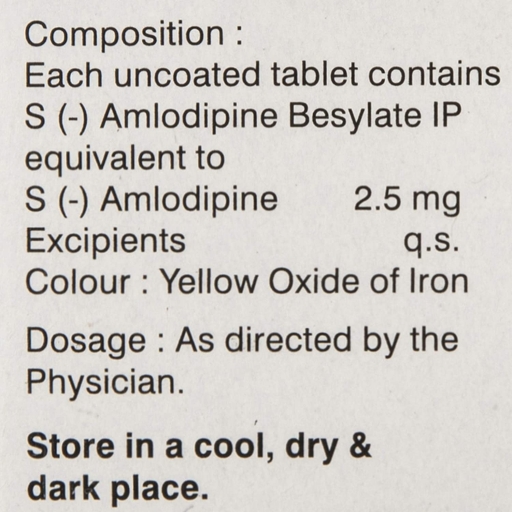 Composition :
Each uncoated tablet contains
S (-) Amlodipine Besylate IP
equivalent to
S (-) Amlodipine 2.5 mg
Excipients q.s.
Colour : Yellow Oxide of Iron
Dosage : As directed by the
Physician.
Store in a cool, dry &
dark place.